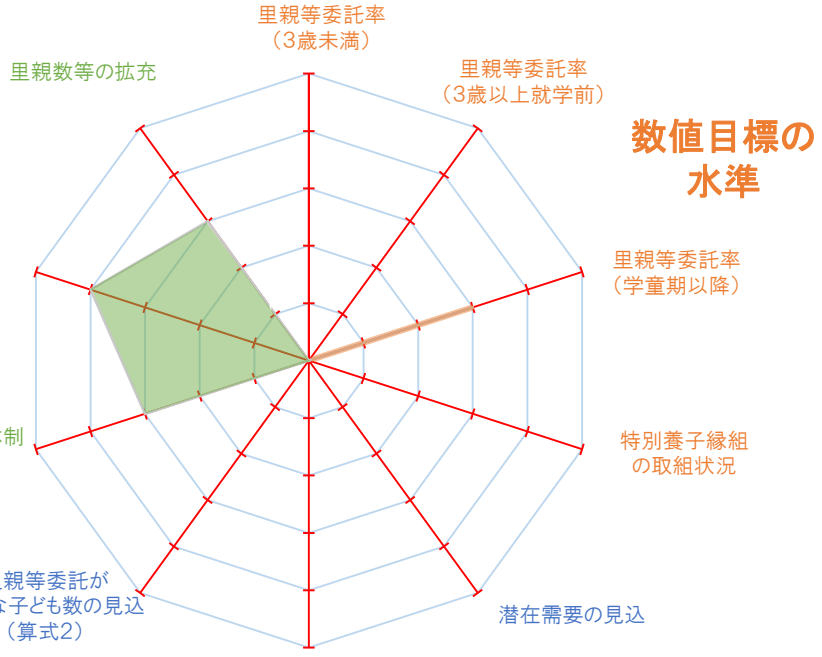 里親等委託率
（3歳未満）
里親数等の拡充
里親等委託率
（3歳以上就学前）
数値目標の
水準
里親等委託率
（学童期以降）
制
特別養子縁組
の取組状況
親等委託が
な子ども数の見込
（算式2）
潜在需要の見込